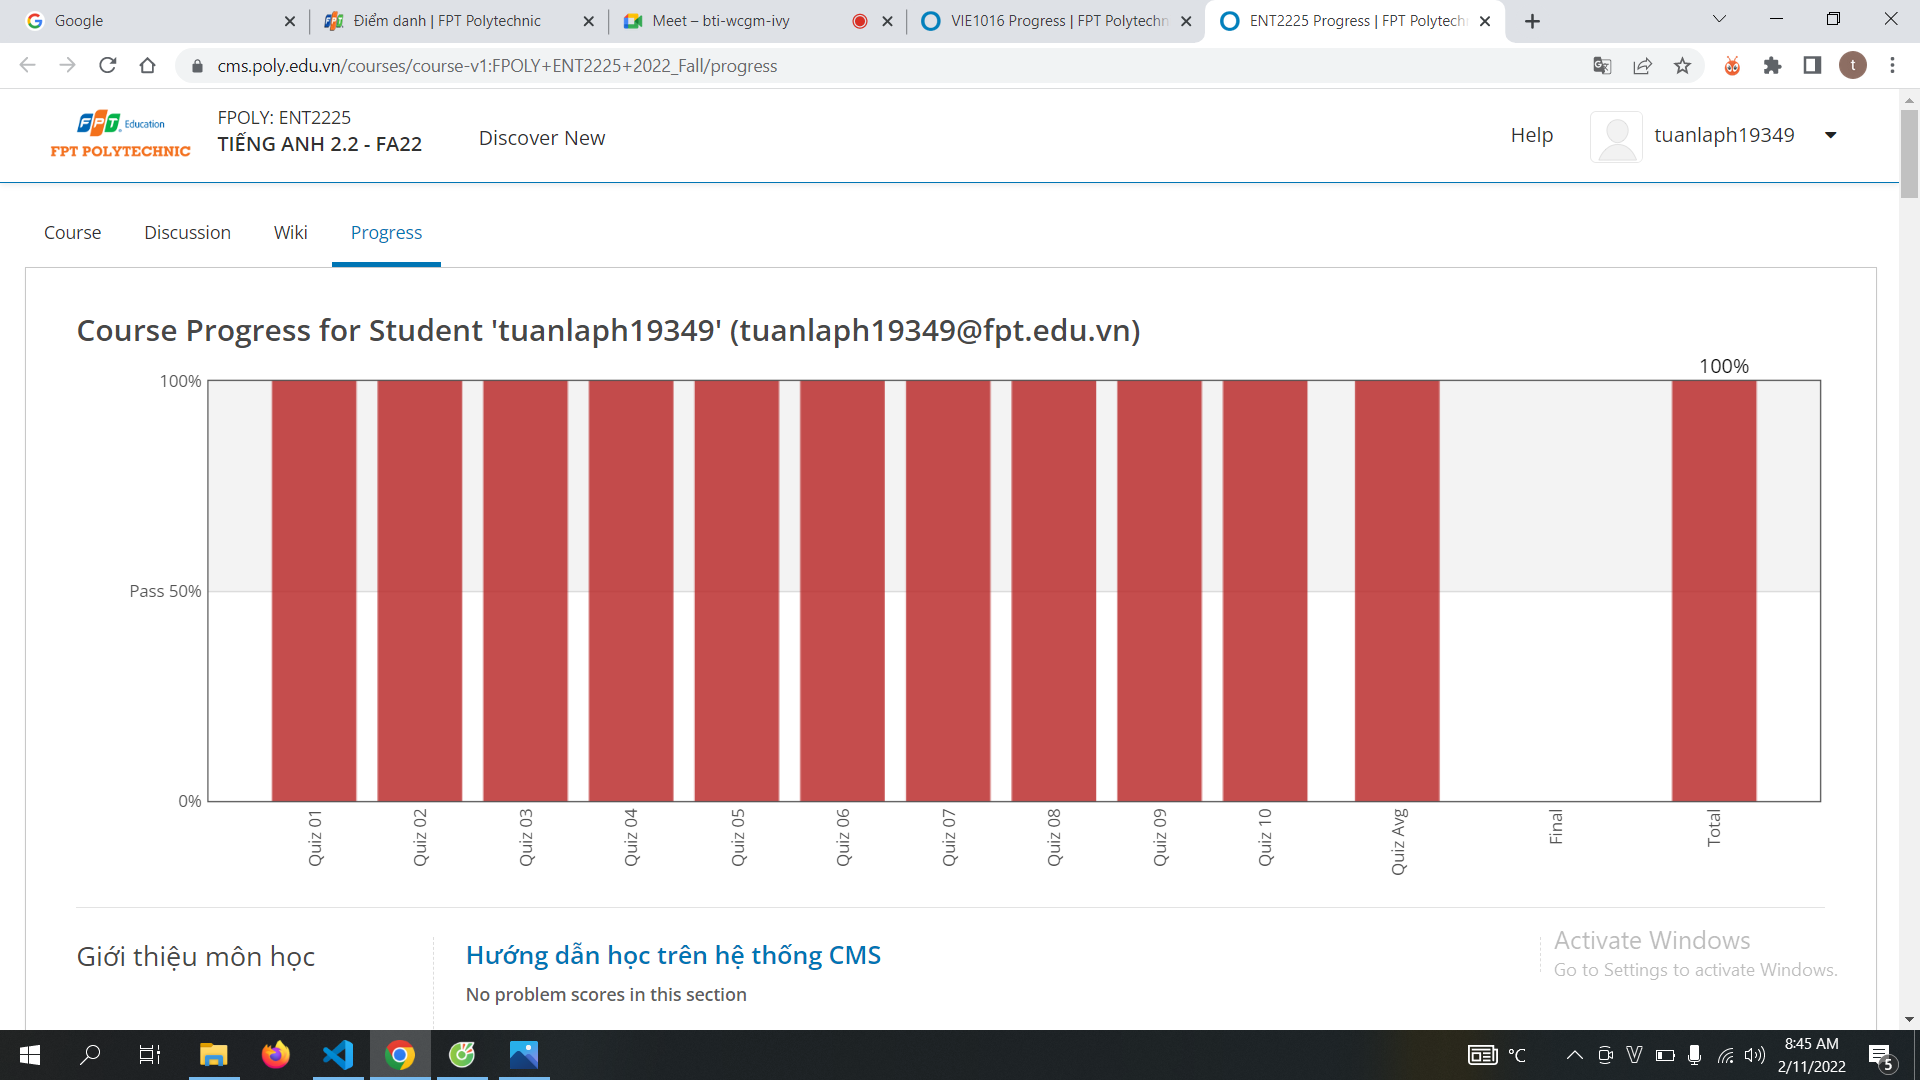 Google
Điểm danh | FPT Polytechnic
Meet – bti-wcgm-ivy
VIE1016 Progress | FPT Polytechn
ENT2225 Progress | FPT Polytechn
cms.poly.edu.vn/courses/course-v1:FPOLY+ENT2225+2022_Fall/progress
t
FPT Education
FPT POLYTECHNIC
FPOLY: ENT2225
TIẾNG ANH 2.2 - FA22
Discover New
Help
tuanlaph19349
Course
Discussion
Wiki
Progress
Course Progress for Student 'tuanlaph19349' (tuanlaph19349@fpt.edu.vn)
100%
100%
Pass 50%
0%
Quiz 01
Quiz 02
Quiz 03
Quiz 04
Quiz 05
Quiz 06
Quiz 07
Quiz 08
Quiz 09
Quiz 10
Quiz Avg
Final
Total
Giới thiệu môn học
Hướng dẫn học trên hệ thống CMS
No problem scores in this section
Activate Windows
Go to Settings to activate Windows.
°C
V
8:45 AM
2/11/2022
5